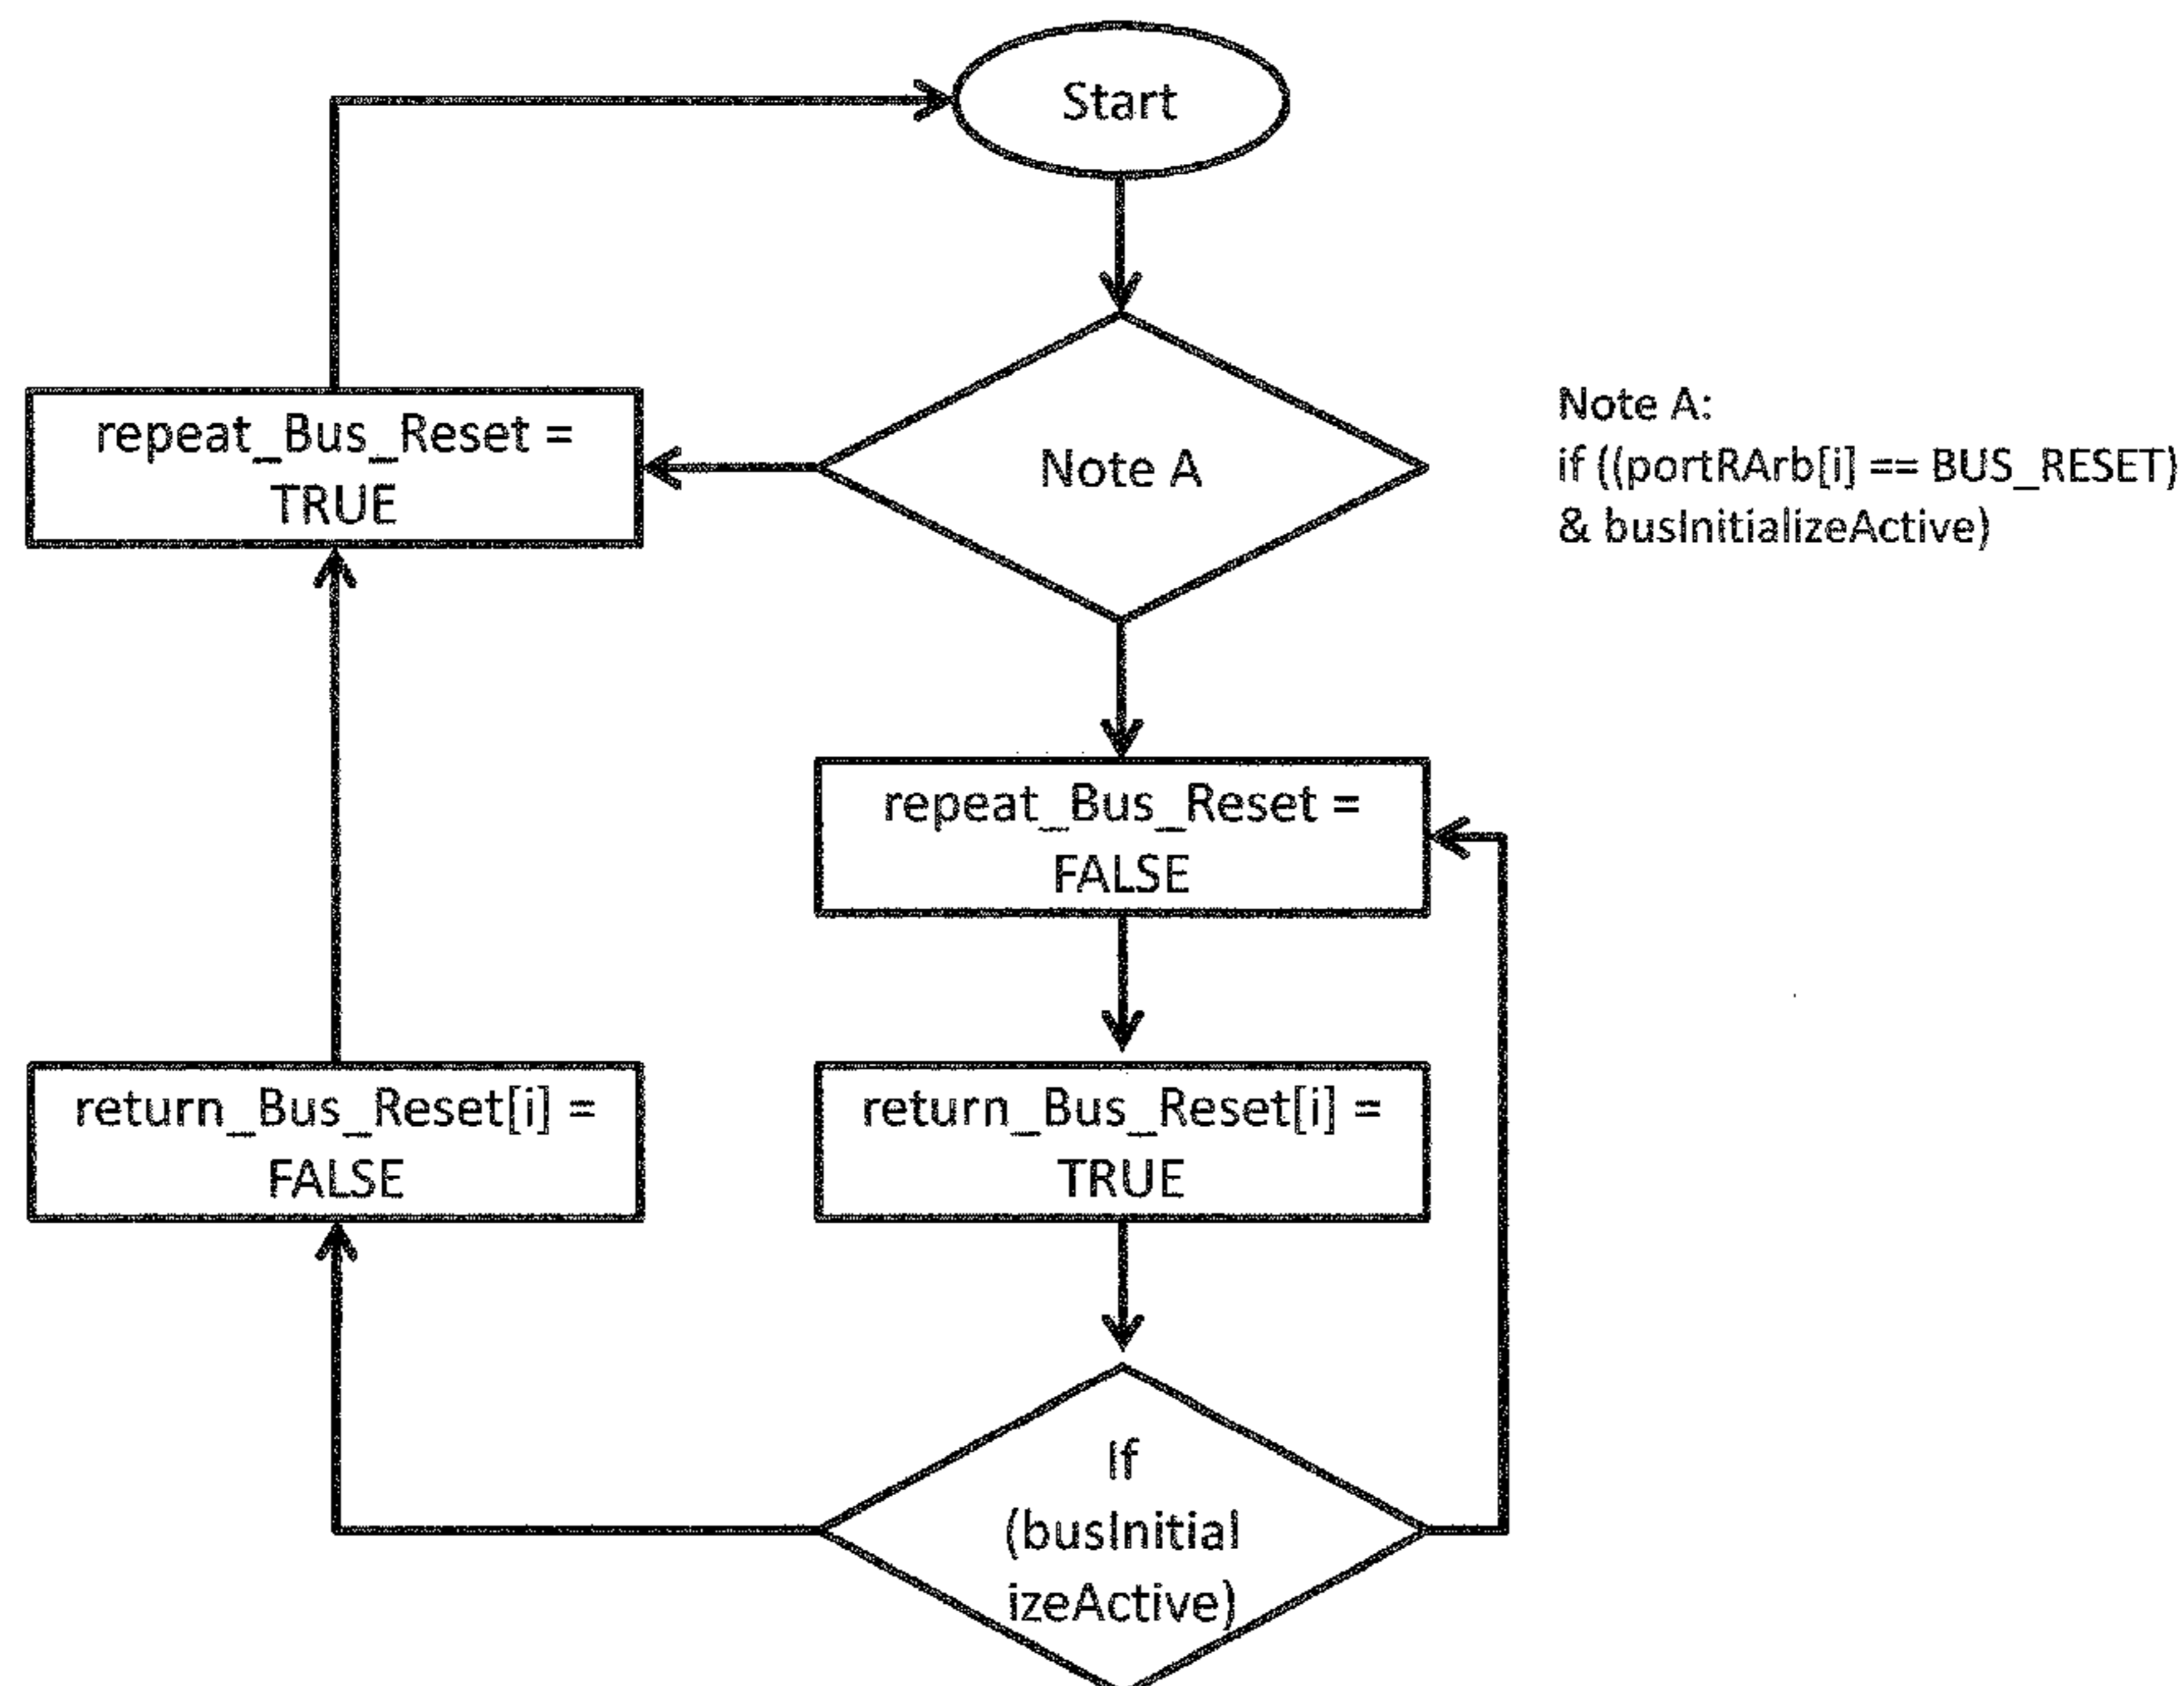 Start
repeat_Bus_Reset =
TRUE
Note A
Note A:
if ((portRArb[i] == BUS_RESET)
& busInitializeActive)
repeat_Bus_Reset =
FALSE
return_Bus_Reset[i] =
FALSE
return_Bus_Reset[i] =
TRUE
If
(busInitial
izeActive)